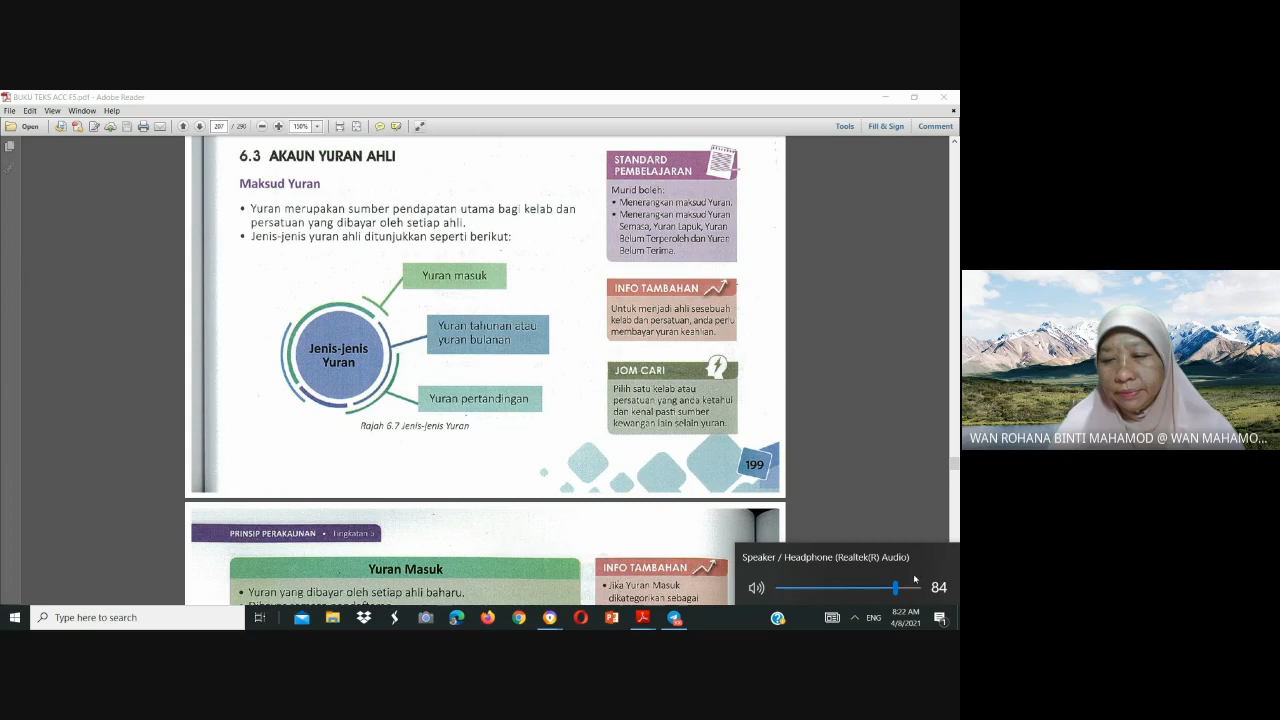 BUKU TEKS ACC F5.pdf - Adobe Reader
File Edit View Window Help
Open 207 / 290 150% Tools Fill & Sign Comment
6.3 AKAUN YURAN AHLI
Maksud Yuran
• Yuran merupakan sumber pendapatan utama bagi kelab dan
persatuan yang dibayar oleh setiap ahli.
• Jenis-jenis yuran ahli ditunjukkan seperti berikut:
Yuran masuk
Yuran tahunan atau
yuran bulanan
Jenis-jenis
Yuran
Yuran pertandingan
Rajah 6.7 Jenis-jenis Yuran
STANDARD
PEMBELAJARAN
Murid boleh:
• Menerangkan maksud Yuran.
• Menerangkan maksud Yuran
Semasa, Yuran Lapuk, Yuran
Belum Terperoleh dan Yuran
Belum Terima.
INFO TAMBAHAN
Untuk menjadi ahli sesebuah
kelab dan persatuan, anda perlu
membayar yuran keahlian.
JOM CARI
Pilih satu kelab atau
persatuan yang anda ketahui
dan kenal pasti sumber
kewangan lain selain yuran.
199
PRINSIP PERAKAUNAN • Tingkatan 5
Yuran Masuk
• Yuran yang dibayar oleh setiap ahli baharu.
INFO TAMBAHAN
• Jika Yuran Masuk
dikategorikan sebagai
Speaker / Headphone (Realtek(R) Audio)
84
Type here to search
ENG
8:22 AM
4/8/2021
WAN ROHANA BINTI MAHAMOD @ WAN MAHAMO...